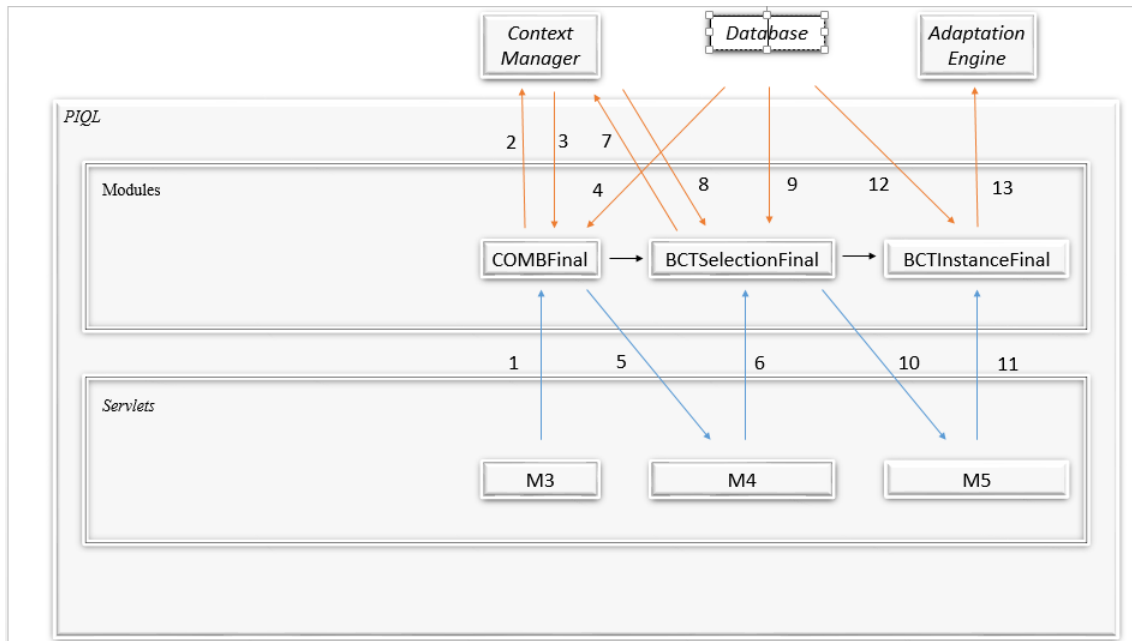 Context
Manager
Database
Adaptation
Engine
PIQL
2
3
7
Modules
4
8
9
12
13
COMBFinal
BCTSelectionFinal
BCTInstanceFinal
1
5
6
10
11
Servlets
M3
M4
M5